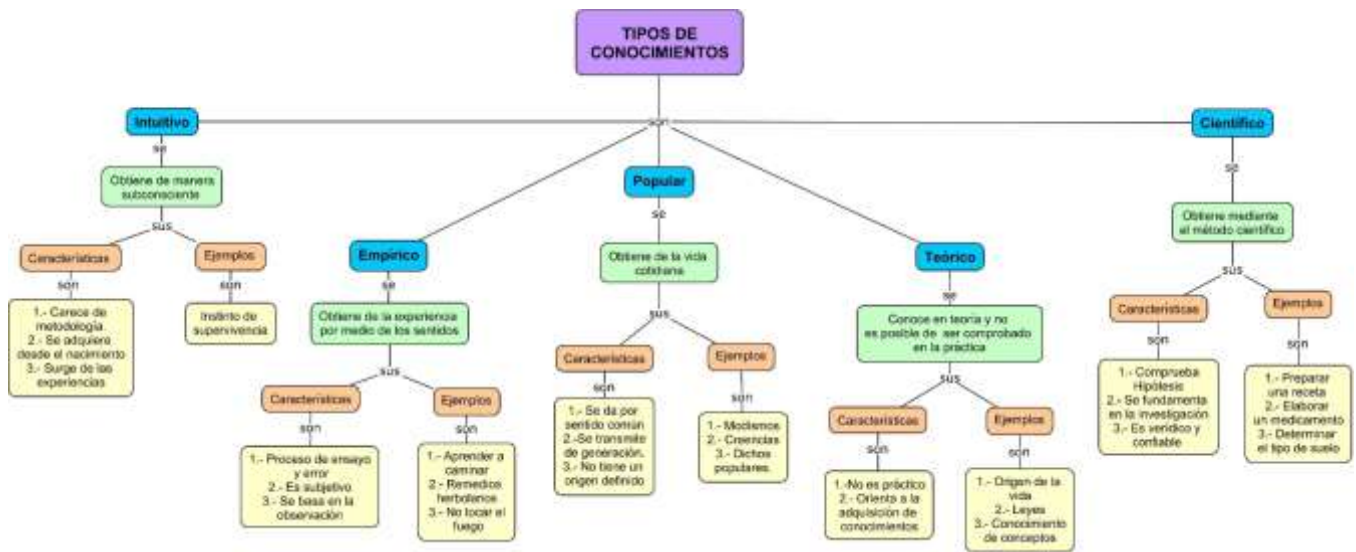 TIPOS DE
CONOCIMIENTOS
son
Intuitivo
se
Obtiene de manera
subconsciente
sus
Características
son
1.- Carece de
metodología
2.- Se adquiere
desde el nacimiento
3.- Surge de las
experiencias
Ejemplos
son
Instinto de
supervivencia
Empírico
se
Obtiene de la experiencia
por medio de los sentidos
sus
Características
son
1.- Proceso de ensayo
y error
2.- Es subjetivo
3.- Se basa en la
observación
Ejemplos
son
1.- Aprender a
caminar
2.- Remedios
herbolarios
3.- No tocar el
fuego
Popular
se
Obtiene de la vida
cotidiana
sus
Características
son
1.- Se da por
sentido común
2.-Se transmite
de generación.
3.- No tiene un
origen definido
Ejemplos
son
1.- Modismos
2.- Creencias
3.- Dichos
populares.
Teórico
se
Conoce en teoría y no
es posible de ser comprobado
en la práctica
sus
Características
son
1.-No es práctico
2.- Orienta a la
adquisición de
conocimientos
Ejemplos
son
1.- Origen de la
vida
2.- Leyes
3.- Conocimiento
de conceptos
Científico
se
Obtiene mediante
el método científico
sus
Características
son
1.- Comprueba
Hipótesis
2.- Se fundamenta
en la investigación
3.- Es verídico y
confiable
Ejemplos
son
1.- Preparar
una receta
2.- Elaborar
un medicamento
3.- Determinar
el tipo de suelo